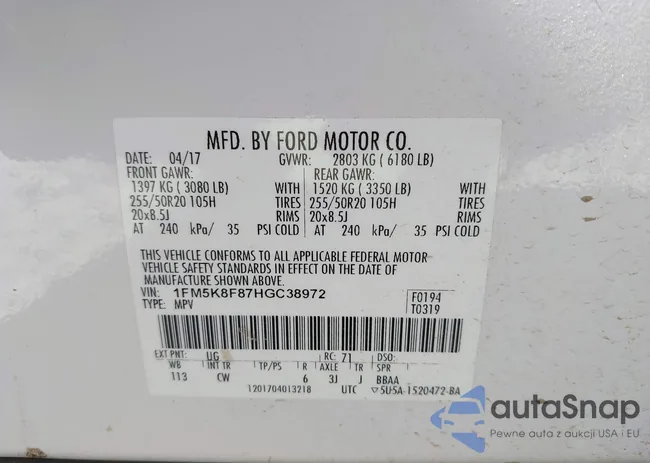 MFD. BY FORD MOTOR CO.
DATE: 04/17 GVWR: 2803 KG ( 6180 LB)
FRONT GAWR: REAR GAWR:
1397 KG ( 3080 LB) WITH 1520 KG ( 3350 LB) WITH
255/50R20 105H TIRES 255/50R20 105H TIRES
20x8.5J RIMS 20x8.5J RIMS
AT 240 kPa/ 35 PSI COLD AT 240 kPa/ 35 PSI COLD
THIS VEHICLE CONFORMS TO ALL APPLICABLE FEDERAL MOTOR
VEHICLE SAFETY STANDARDS IN EFFECT ON THE DATE OF
MANUFACTURE SHOWN ABOVE.
VIN: 1FM5K8F87HGC38972 F0194
TYPE: MPV T0319
EXT PNT: UG RC: 71 DSO:
WB INT TR TP/PS R AXLE TR SPR
113 CW 6 3J J BBAA
1201704013218 UTC ▽5U5A-1520472-BA
autoSnap
Pewne auta z aukcji USA i EU